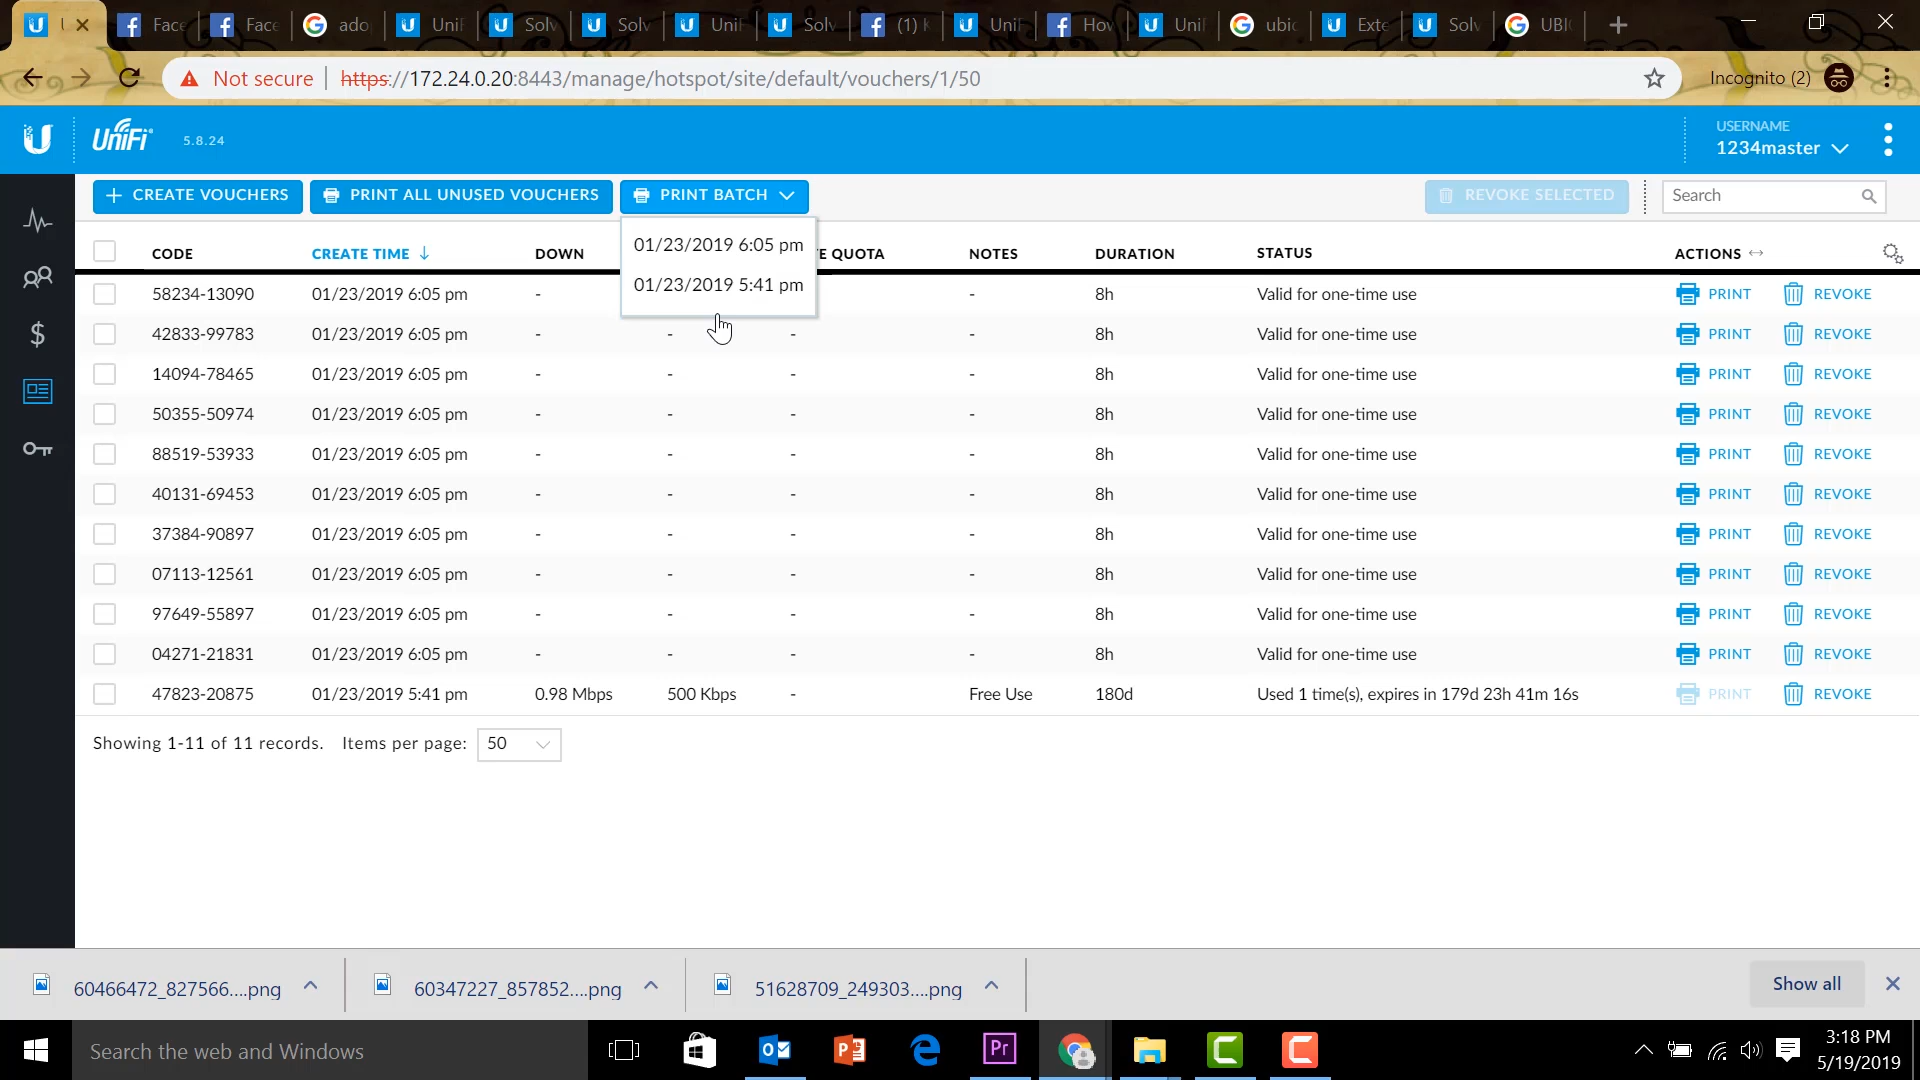 U
Face
Face
ado
Unif
Solv
Solv
Unif
Solv
(1)
Unif
How
Unif
ubiq
Exte
Solv
UBI
Not secure
https://172.24.0.20:8443/manage/hotspot/site/default/vouchers/1/50
Incognito (2)
UniFi
5.8.24
USERNAME
1234master
+ CREATE VOUCHERS
PRINT ALL UNUSED VOUCHERS
PRINT BATCH
REVOKE SELECTED
Search
01/23/2019 6:05 pm
01/23/2019 5:41 pm
CODE CREATE TIME ↓ DOWN E QUOTA NOTES DURATION STATUS ACTIONS
58234-13090 01/23/2019 6:05 pm - - 8h Valid for one-time use PRINT REVOKE
42833-99783 01/23/2019 6:05 pm - - - - 8h Valid for one-time use PRINT REVOKE
14094-78465 01/23/2019 6:05 pm - - - - 8h Valid for one-time use PRINT REVOKE
50355-50974 01/23/2019 6:05 pm - - - - 8h Valid for one-time use PRINT REVOKE
88519-53933 01/23/2019 6:05 pm - - - - 8h Valid for one-time use PRINT REVOKE
40131-69453 01/23/2019 6:05 pm - - - - 8h Valid for one-time use PRINT REVOKE
37384-90897 01/23/2019 6:05 pm - - - - 8h Valid for one-time use PRINT REVOKE
07113-12561 01/23/2019 6:05 pm - - - - 8h Valid for one-time use PRINT REVOKE
97649-55897 01/23/2019 6:05 pm - - - - 8h Valid for one-time use PRINT REVOKE
04271-21831 01/23/2019 6:05 pm - - - - 8h Valid for one-time use PRINT REVOKE
47823-20875 01/23/2019 5:41 pm 0.98 Mbps 500 Kbps - Free Use 180d Used 1 time(s), expires in 179d 23h 41m 16s PRINT REVOKE
Showing 1-11 of 11 records. Items per page: 50
60466472_827566....png
60347227_857852....png
51628709_249303....png
Show all
Search the web and Windows
3:18 PM
5/19/2019